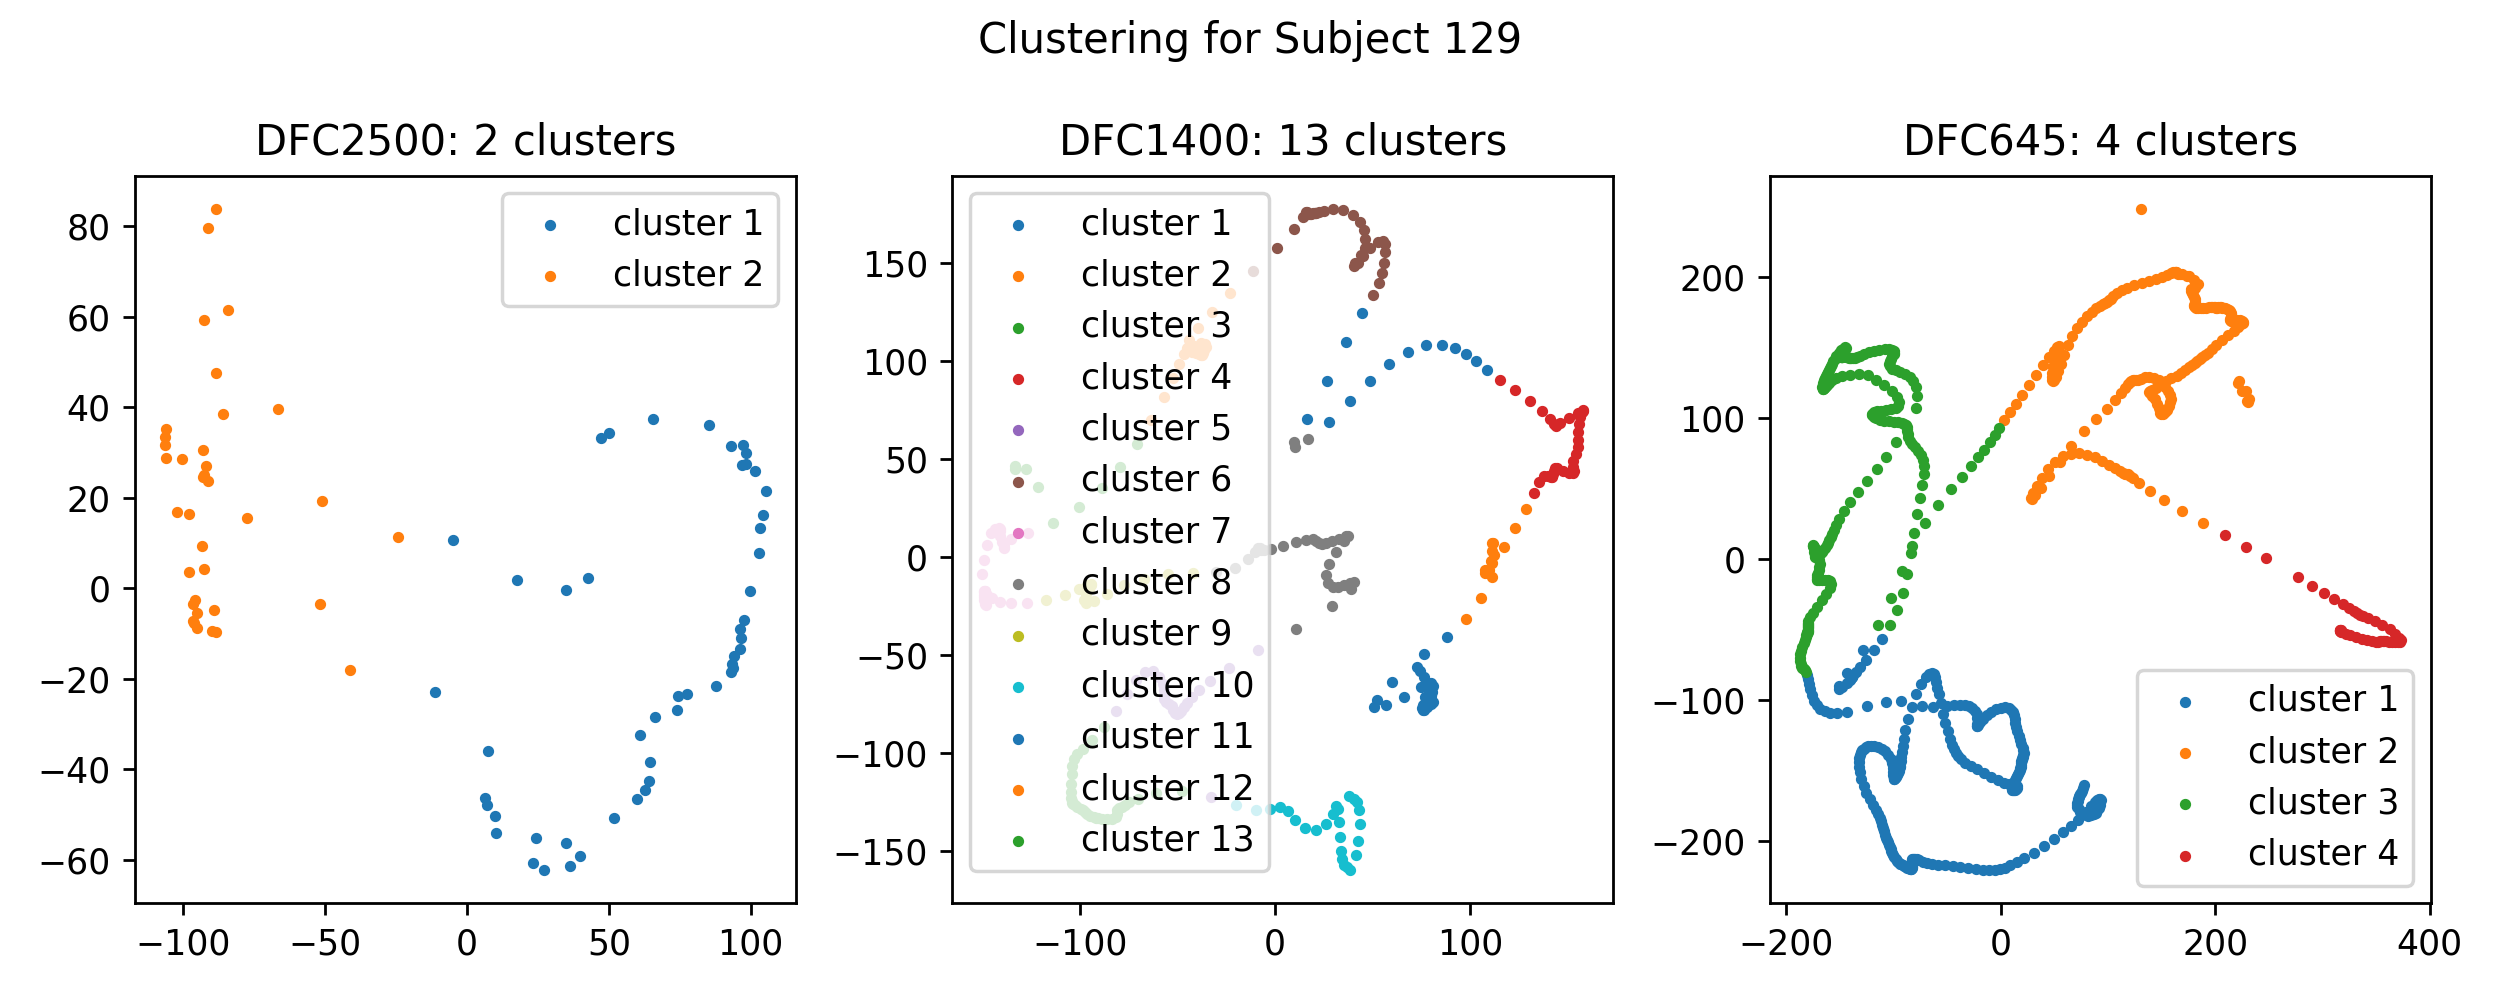 Clustering for Subject 129
DFC2500: 2 clusters
80
60
40
20
0
−20
−40
−60
−100
−50
0
50
100
cluster 1
cluster 2
DFC1400: 13 clusters
150
100
50
0
−50
−100
−150
−100
0
100
cluster 1
cluster 2
cluster 3
cluster 4
cluster 5
cluster 6
cluster 7
cluster 8
cluster 9
cluster 10
cluster 11
cluster 12
cluster 13
DFC645: 4 clusters
200
100
0
−100
−200
−200
0
200
400
cluster 1
cluster 2
cluster 3
cluster 4